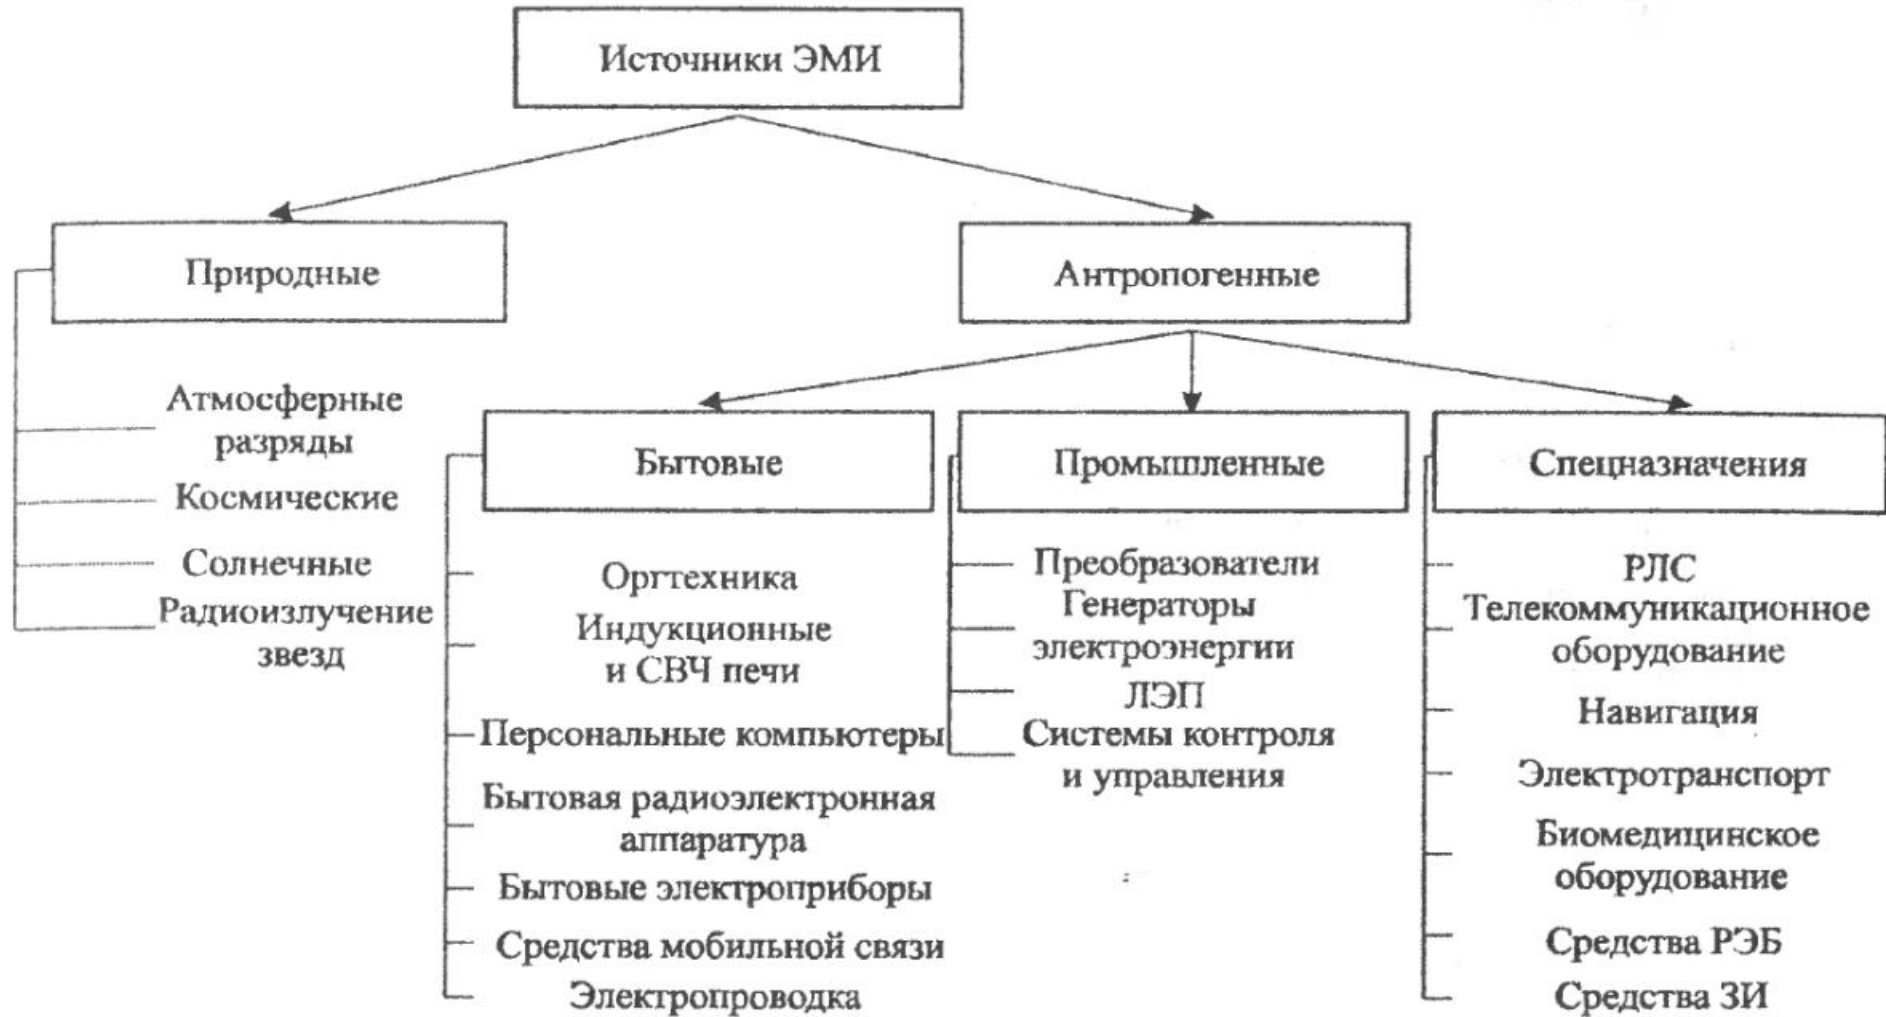 Источники ЭМИ
Природные
Атмосферные
разряды
Космические
Солнечные
Радиоизлучение
звезд
Антропогенные
Бытовые
Оргтехника
Индукционные
и СВЧ печи
Персональные компьютеры
Бытовая радиоэлектронная
аппаратура
Бытовые электроприборы
Средства мобильной связи
Электропроводка
Промышленные
Преобразователи
Генераторы
электроэнергии
ЛЭП
Системы контроля
и управления
Спецназначения
РЛС
Телекоммуникационное
оборудование
Навигация
Электротранспорт
Биомедицинское
оборудование
Средства РЭБ
Средства ЗИ